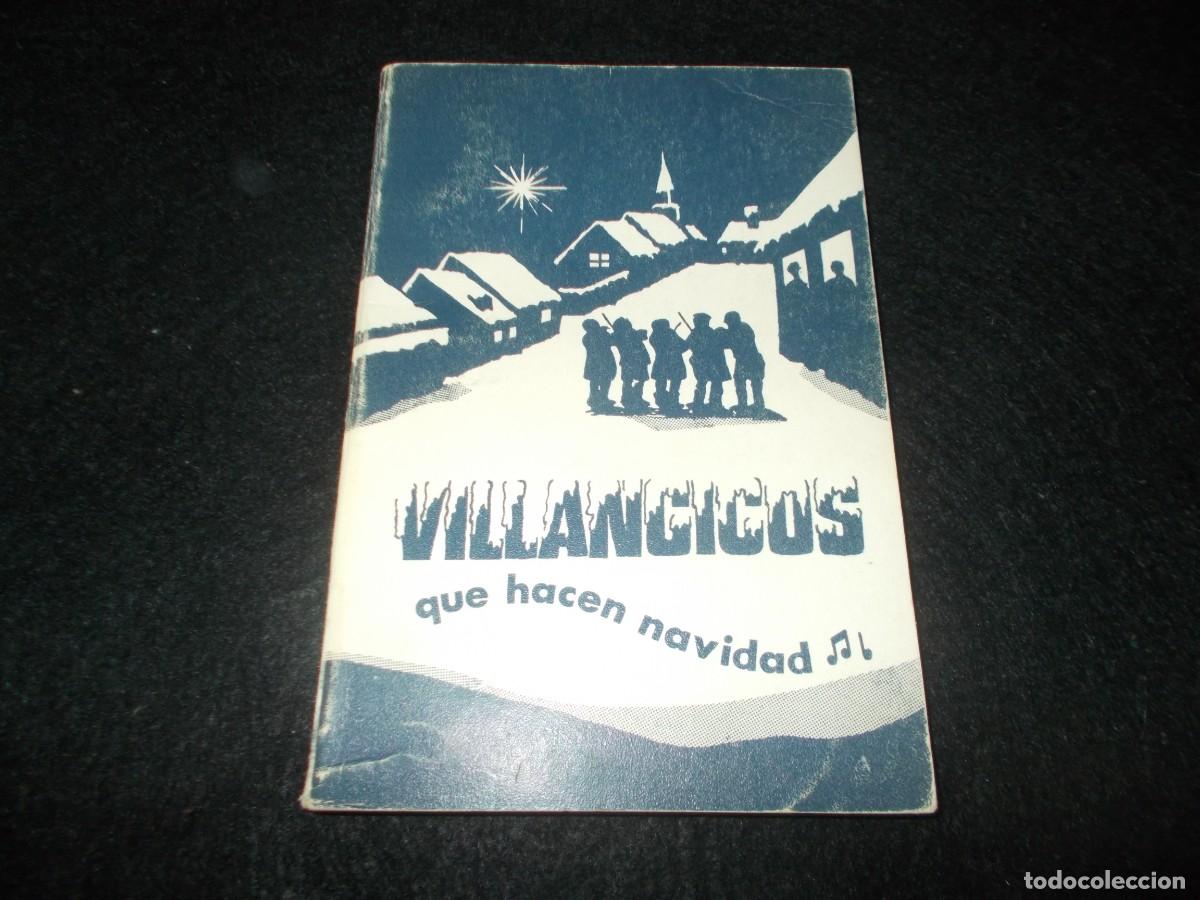 VILLANCICOS
que hacen navidad
todocoleccion